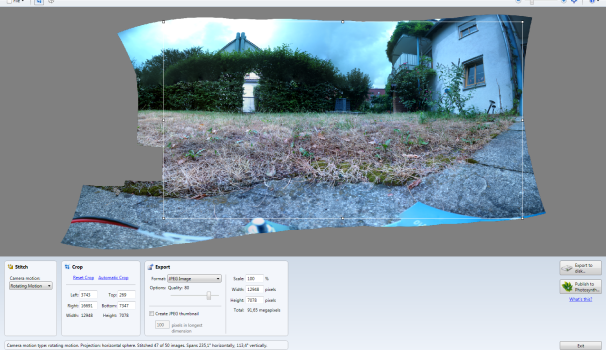 File
Stitch
Camera motion:
Rotating Motion
Crop
Reset Crop Automatic Crop
Left: 3743 Top: 269
Right: 16691 Bottom: 7347
Width: 12948 Height: 7078
Export
Format: JPEG Image
Options: Quality: 80
Create JPEG thumbnail
100 pixels in longest
dimension
Scale: 100 %
Width: 12948 pixels
Height: 7078 pixels
Total: 91,65 megapixels
Export to
disk...
Publish to
Photosynth...
What's this?
Camera motion type: rotating motion. Projection: horizontal sphere. Stitched 47 of 50 images. Spans 235,1° horizontally, 113,4° vertically.
Exit